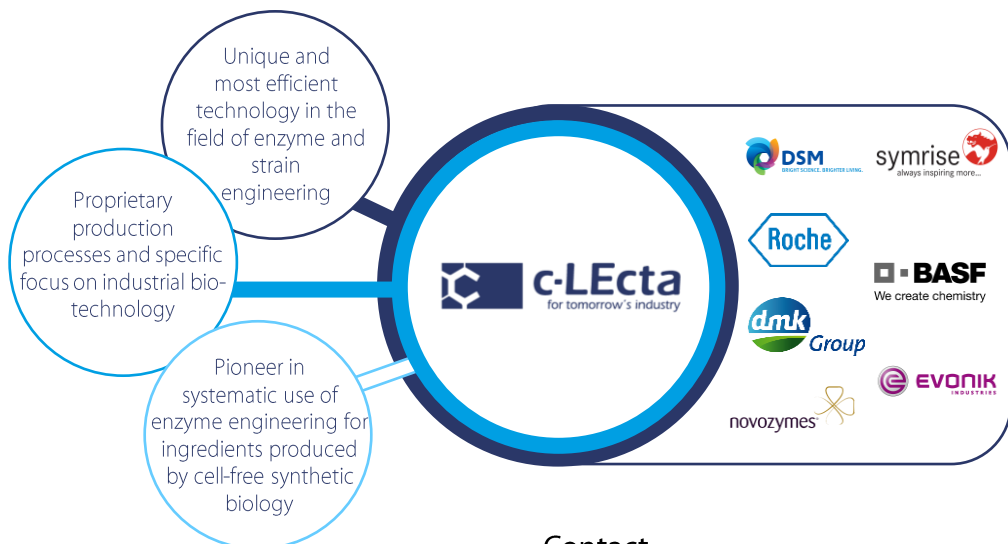 Unique and
most efficient
technology in the
field of enzyme and
strain
engineering
Proprietary
production
processes and specific
focus on industrial bio-
technology
Pioneer in
systematic use of
enzyme engineering for
ingredients produced
by cell-free synthetic
biology
c-LEcta
for tomorrow´s industry
DSM
BRIGHT SCIENCE. BRIGHTER LIVING.
symrise
always inspiring more...
Roche
BASF
We create chemistry
dmk
Group
EVONIK
INDUSTRIES
novozymes
Contact